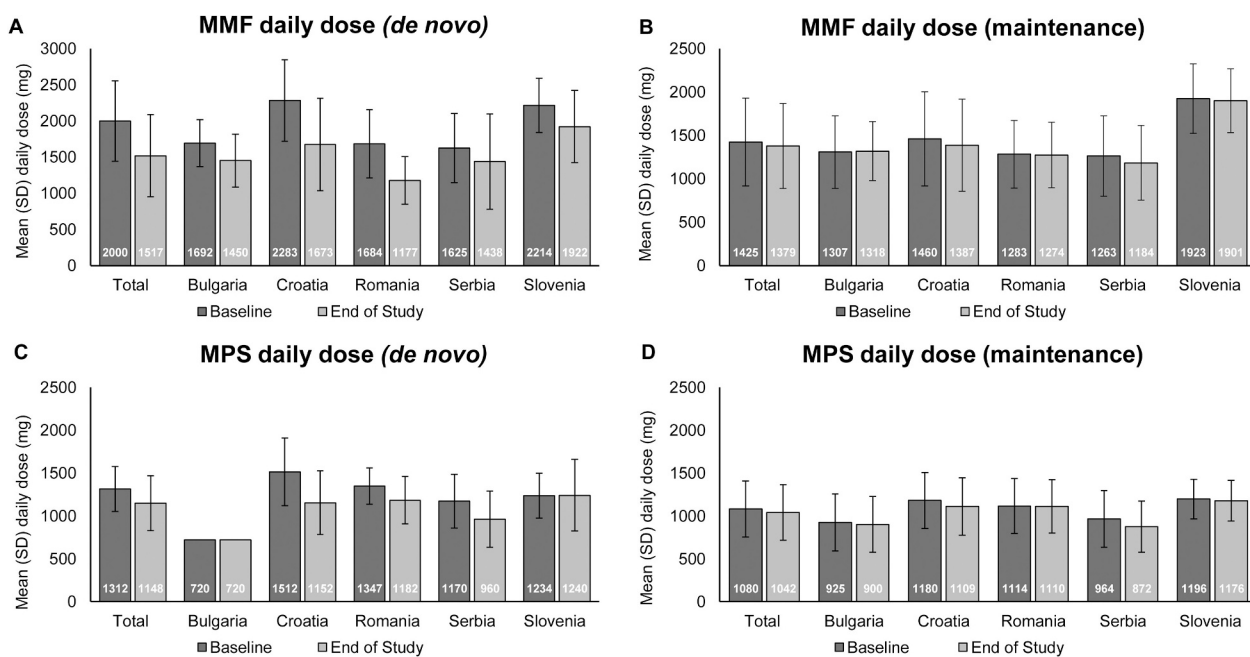 A
MMF daily dose (de novo)
Mean (SD) daily dose (mg)
3000
2500
2000
1500
1000
500
0
2000 1517 1692 1450 2283 1673 1684 1177 1625 1438 2214 1922
Total Bulgaria Croatia Romania Serbia Slovenia
Baseline End of Study
B
MMF daily dose (maintenance)
Mean (SD) daily dose (mg)
2500
2000
1500
1000
500
0
1425 1379 1307 1318 1460 1387 1283 1274 1263 1184 1923 1901
Total Bulgaria Croatia Romania Serbia Slovenia
Baseline End of Study
C
MPS daily dose (de novo)
Mean (SD) daily dose (mg)
2500
2000
1500
1000
500
0
1312 1148 720 720 1512 1152 1347 1182 1170 960 1234 1240
Total Bulgaria Croatia Romania Serbia Slovenia
Baseline End of Study
D
MPS daily dose (maintenance)
Mean (SD) daily dose (mg)
2500
2000
1500
1000
500
0
1080 1042 925 900 1180 1109 1114 1110 964 872 1196 1176
Total Bulgaria Croatia Romania Serbia Slovenia
Baseline End of Study